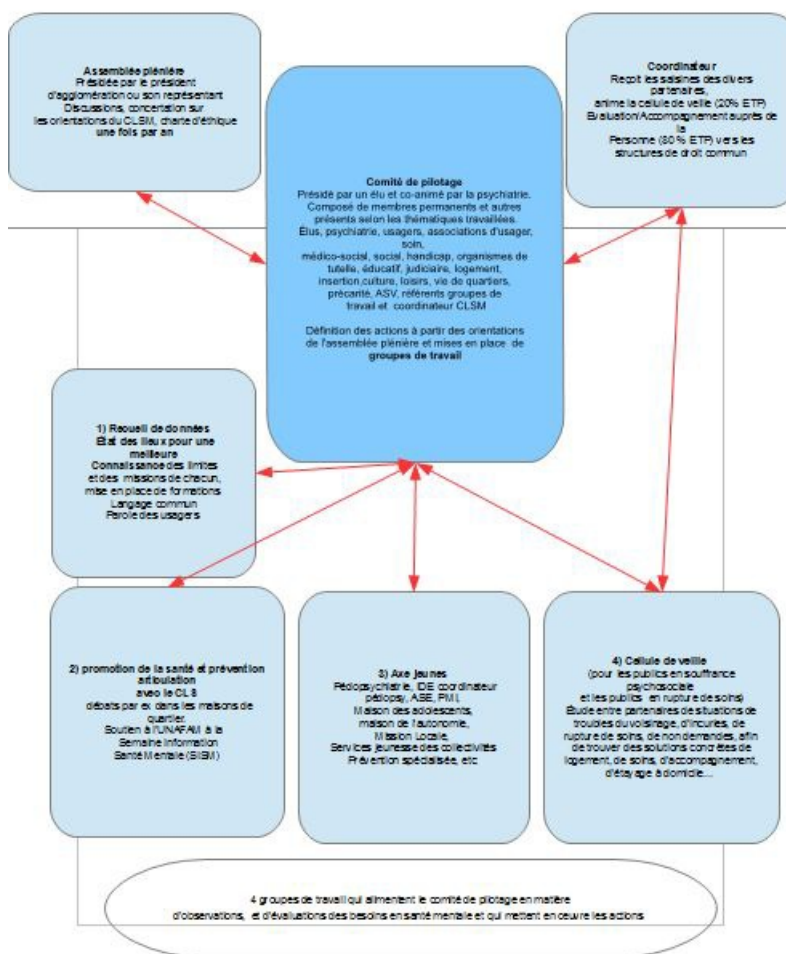 Assemblée plénière
Présidée par le président
d'agglomération ou son représentant
Discussions, concertation sur
les orientations du CLSM, charte d'éthique
une fois par an
Coordinateur
Reçoit les saisines des divers
partenaires,
anime la cellule de veille (20% ETP)
Evaluation/Accompagnement auprès de
la
Personne (80 % ETP) vers les
structures de droit commun
Comité de pilotage
Présidé par un élu et co-animé par la psychiatrie.
Composé de membres permanents et autres
présents selon les thématiques travaillées.
Élus, psychiatrie, usagers, associations d'usager,
soin,
médico-social, social, handicap, organismes de
tutelle, éducatif, judiciaire, logement,
insertion,culture, loisirs, vie de quartiers,
précarité, ASV, référents groupes de
travail et coordinateur CLSM
Définition des actions à partir des orientations
de l'assemblée plénière et mises en place de
groupes de travail
1) Recueil de données
État des lieux pour une
meilleure
Connaissance des limites
et des missions de chacun,
mise en place de formations
Langage commun
Parole des usagers
2) promotion de la santé et prévention
articulation
avec le CLS
débats par ex dans les maisons de
quartier.
Soutien à l'UNAFAM à la
Semaine Information
Santé Mentale (SISM)
3) Axe jeunes
Pédopsychiatrie, IDE coordinateur
pédopsy, ASE, PMI,
Maison des adolescents,
maison de l'autonomie,
Mission Locale,
Services jeunesse des collectivités
Prévention spécialisée, etc
4) Cellule de veille
(pour les publics en souffrance
psychosociale
et les publics en rupture de soins)
Étude entre partenaires de situations de
troubles du voisinage, d'incuries, de
rupture de soins, de non demandes, afin
de trouver des solutions concrètes de
logement, de soins, d'accompagnement,
d'étayage à domicile...
4 groupes de travail qui alimentent le comité de pilotage en matière
d'observations, et d'évaluations des besoins en santé mentale et qui mettent en œuvre les actions